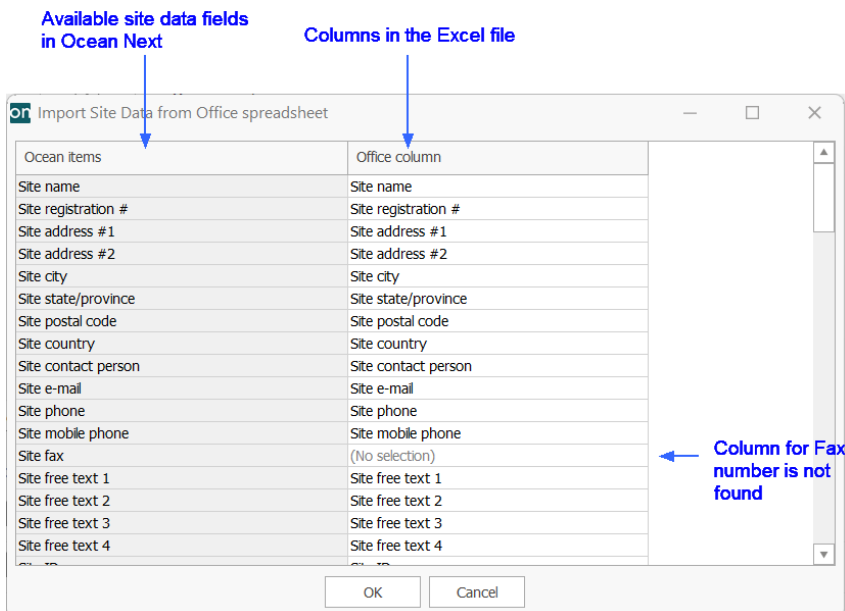 Available site data fields
in Ocean Next
Columns in the Excel file
on Import Site Data from Office spreadsheet
Ocean items Office column
Site name Site name
Site registration # Site registration #
Site address #1 Site address #1
Site address #2 Site address #2
Site city Site city
Site state/province Site state/province
Site postal code Site postal code
Site country Site country
Site contact person Site contact person
Site e-mail Site e-mail
Site phone Site phone
Site mobile phone Site mobile phone
Site fax (No selection)
Column for Fax
number is not
found
Site free text 1 Site free text 1
Site free text 2 Site free text 2
Site free text 3 Site free text 3
Site free text 4 Site free text 4
OK Cancel